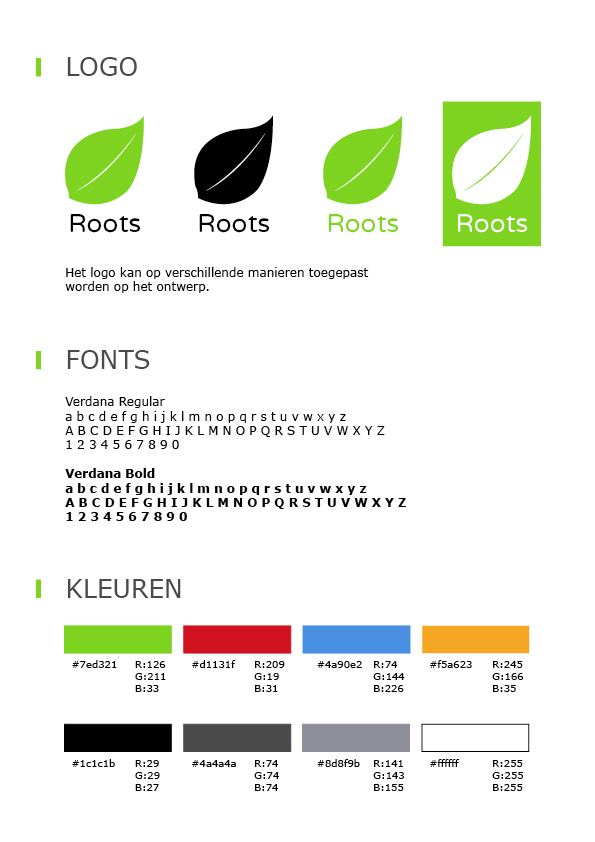 LOGO
Roots Roots Roots Roots
Het logo kan op verschillende manieren toegepast
worden op het ontwerp.
FONTS
Verdana Regular
a b c d e f g h i j k l m n o p q r s t u v w x y z
A B C D E F G H I J K L M N O P Q R S T U V W X Y Z
1 2 3 4 5 6 7 8 9 0
Verdana Bold
a b c d e f g h i j k l m n o p q r s t u v w x y z
A B C D E F G H I J K L M N O P Q R S T U V W X Y Z
1 2 3 4 5 6 7 8 9 0
KLEUREN
#7ed321 R:126 #d1131f R:209 #4a90e2 R:74 #f5a623 R:245
G:211 G:19 G:144 G:166
B:33 B:31 B:226 B:35
#1c1c1b R:29 #4a4a4a R:74 #8d8f9b R:141 #ffffff R:255
G:29 G:74 G:143 G:255
B:27 B:74 B:155 B:255